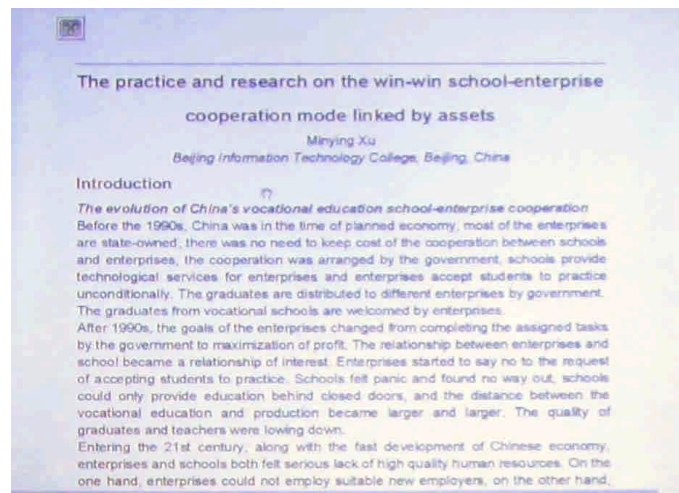 The practice and research on the win-win school-enterprise
cooperation mode linked by assets
Minying Xu
Beijing Information Technology College, Beijing, China
Introduction
The evolution of China's vocational education school-enterprise cooperation
Before the 1990s, China was in the time of planned economy, most of the enterprises
are state-owned, there was no need to keep cost of the cooperation between schools
and enterprises, the cooperation was arranged by the government, schools provide
technological services for enterprises and enterprises accept students to practice
unconditionally. The graduates are distributed to different enterprises by government.
The graduates from vocational schools are welcomed by enterprises.
After 1990s, the goals of the enterprises changed from completing the assigned tasks
by the government to maximization of profit. The relationship between enterprises and
school became a relationship of interest. Enterprises started to say no to the request
of accepting students to practice. Schools felt panic and found no way out, schools
could only provide education behind closed doors, and the distance between the
vocational education and production became larger and larger. The quality of
graduates and teachers were lowing down.
Entering the 21st century, along with the fast development of Chinese economy,
enterprises and schools both felt serious lack of high quality human resources. On the
one hand, enterprises could not employ suitable new employers, on the other hand,